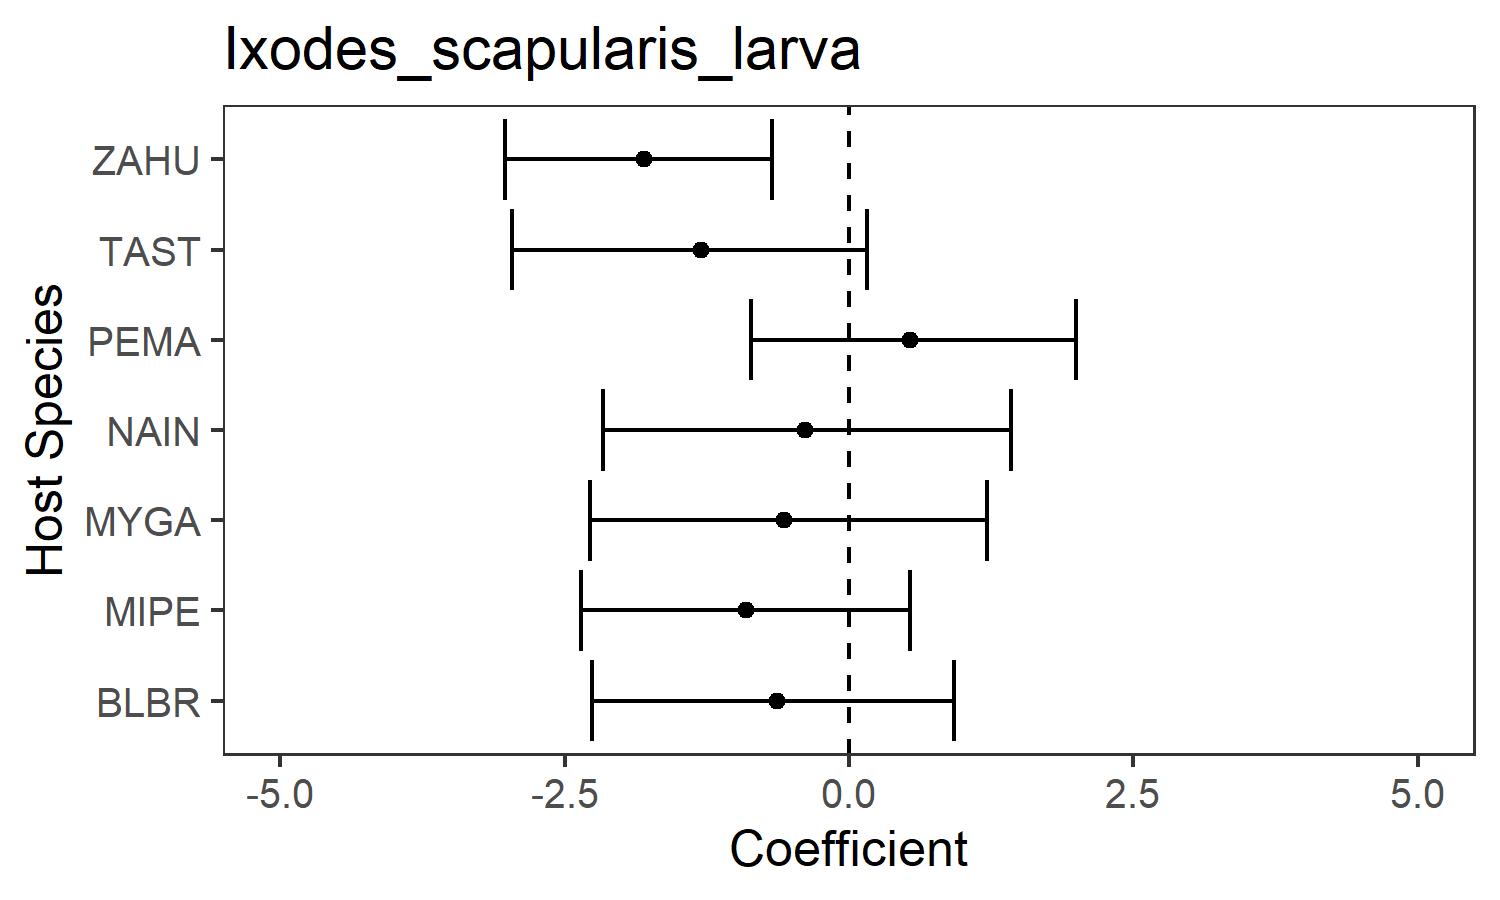 Ixodes_scapularis_larva
Host Species
ZAHU
TAST
PEMA
NAIN
MYGA
MIPE
BLBR
-5.0 -2.5 0.0 2.5 5.0
Coefficient